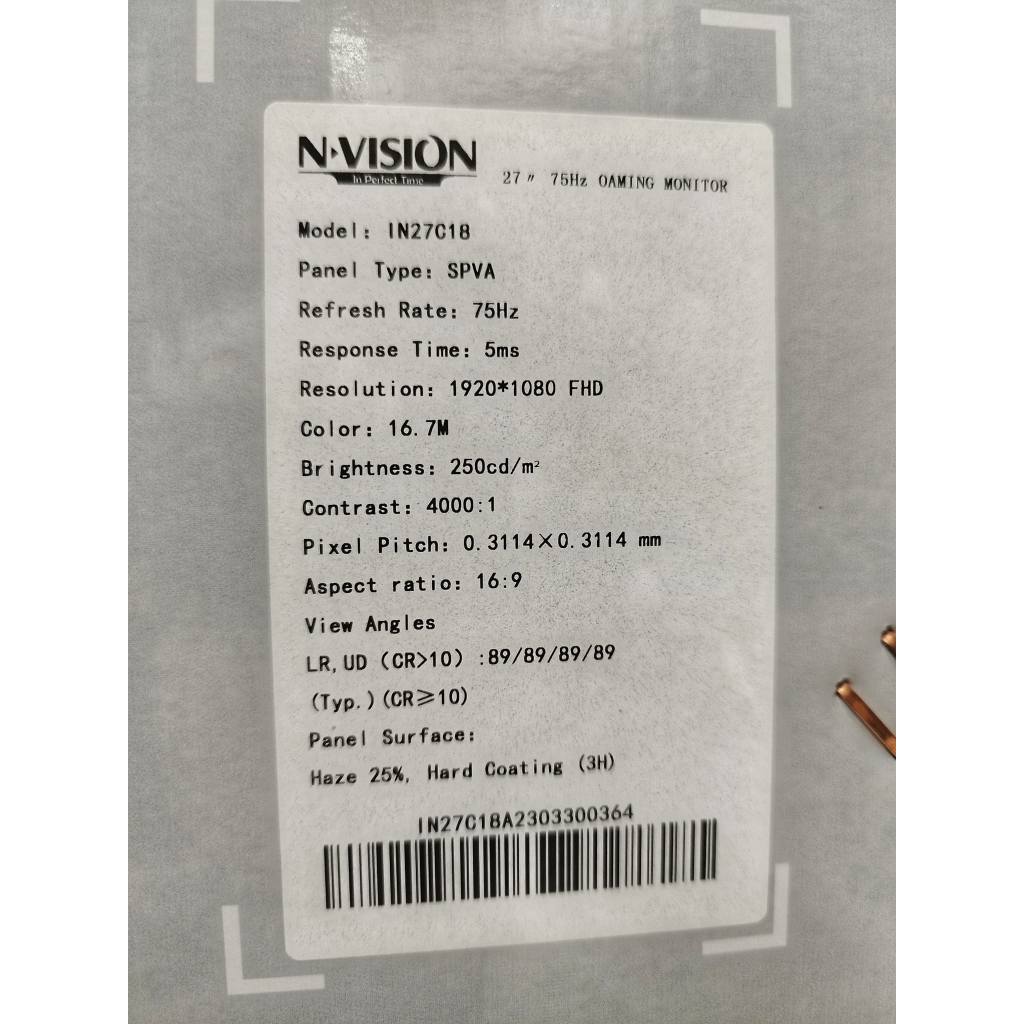 N·VISION
In Perfect Time
27" 75Hz OAMING MONITOR
Model: IN27C18
Panel Type: SPVA
Refresh Rate: 75Hz
Response Time: 5ms
Resolution: 1920*1080 FHD
Color: 16.7M
Brightness: 250cd/m²
Contrast: 4000:1
Pixel Pitch: 0.3114×0.3114 mm
Aspect ratio: 16:9
View Angles
LR,UD (CR>10) :89/89/89/89
(Typ.)(CR≥10)
Panel Surface:
Haze 25%, Hard Coating (3H)
IN27C18A2303300364